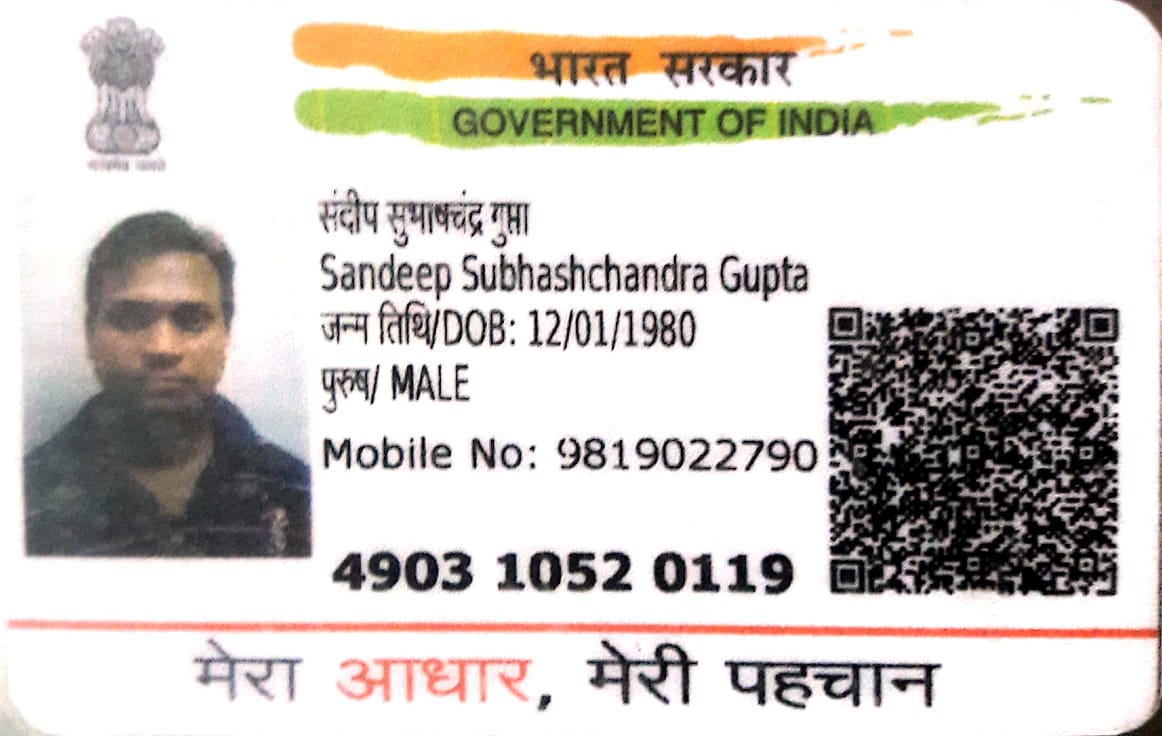 भारत सरकार
GOVERNMENT OF INDIA
संदीप सुभाषचंद्र गुप्ता
Sandeep Subhashchandra Gupta
जन्म तिथि/DOB: 12/01/1980
पुरुष/ MALE
Mobile No: 9819022790
4903 1052 0119
मेरा आधार, मेरी पहचान